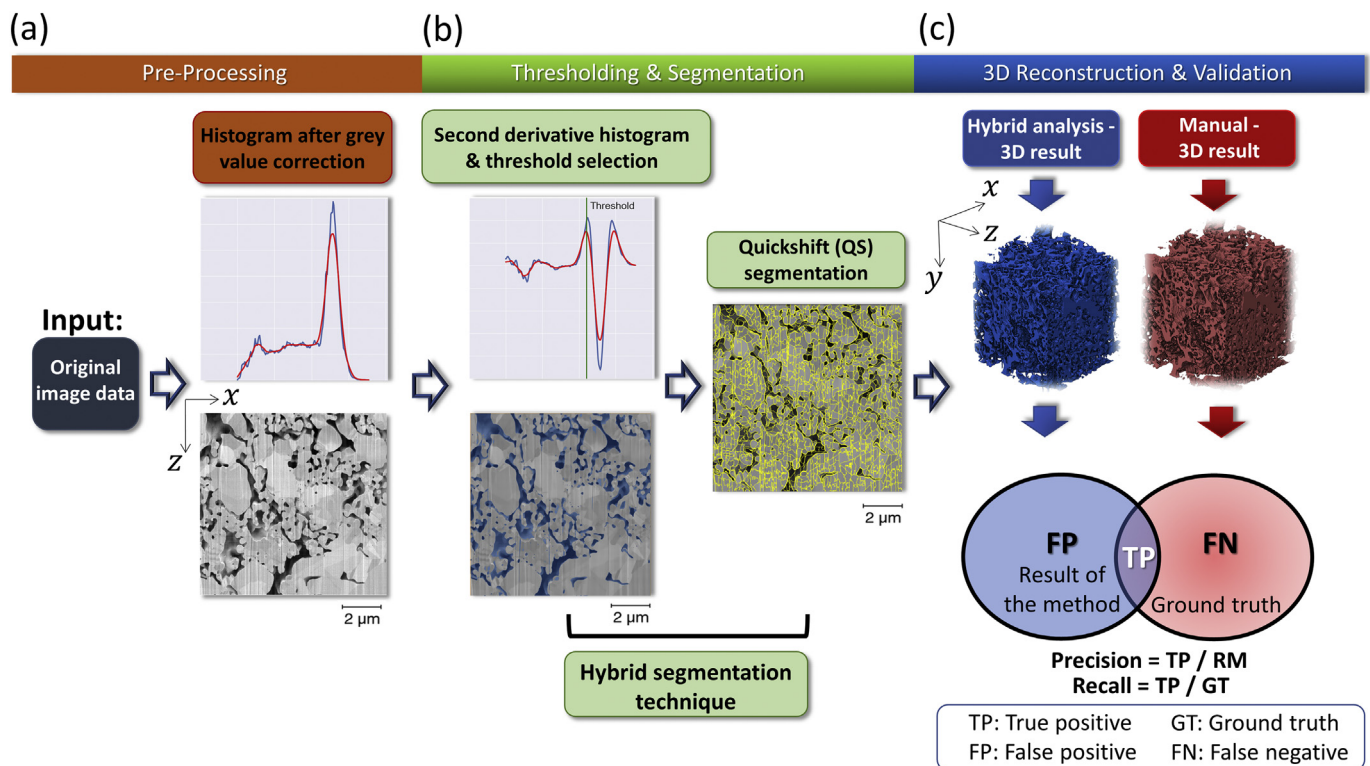 (a)
(b)
(c)
Pre-Processing
Thresholding & Segmentation
3D Reconstruction & Validation
Histogram after grey
value correction
Second derivative histogram
& threshold selection
Hybrid analysis -
3D result
Manual -
3D result
Threshold
x
z
y
Quickshift (QS)
segmentation
Input:
Original
image data
x
z
2 µm
2 µm
2 µm
Hybrid segmentation
technique
FP
TP
FN
Result of
the method
Ground truth
Precision = TP / RM
Recall = TP / GT
TP: True positive
GT: Ground truth
FP: False positive
FN: False negative